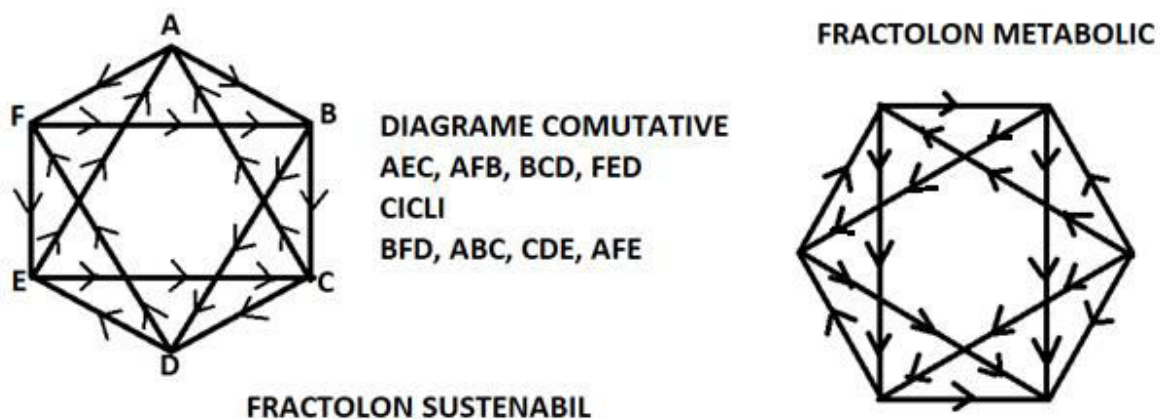 A
F
B
E
C
D
DIAGRAME COMUTATIVE
AEC, AFB, BCD, FED
CICLI
BFD, ABC, CDE, AFE
FRACTOLON SUSTENABIL
FRACTOLON METABOLIC